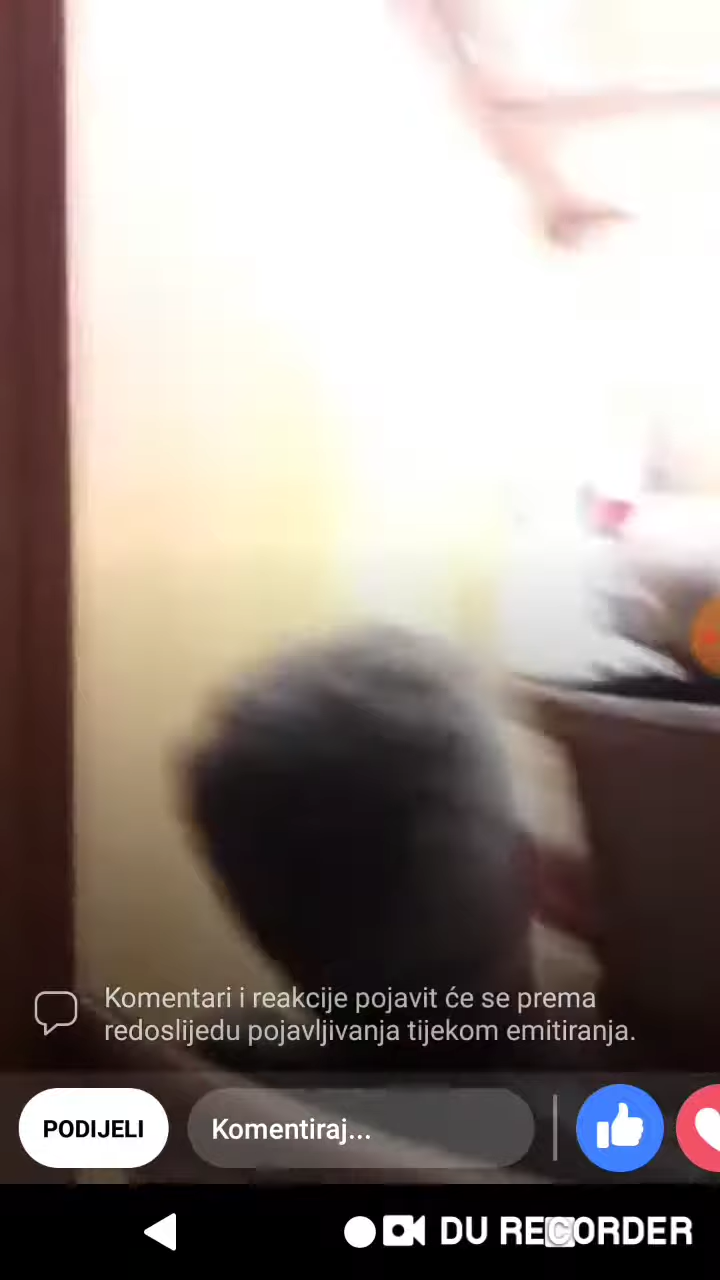 Komentari i reakcije pojavit će se prema
redoslijedu pojavljivanja tijekom emitiranja.
PODIJELI
Komentiraj...
DU RECORDER